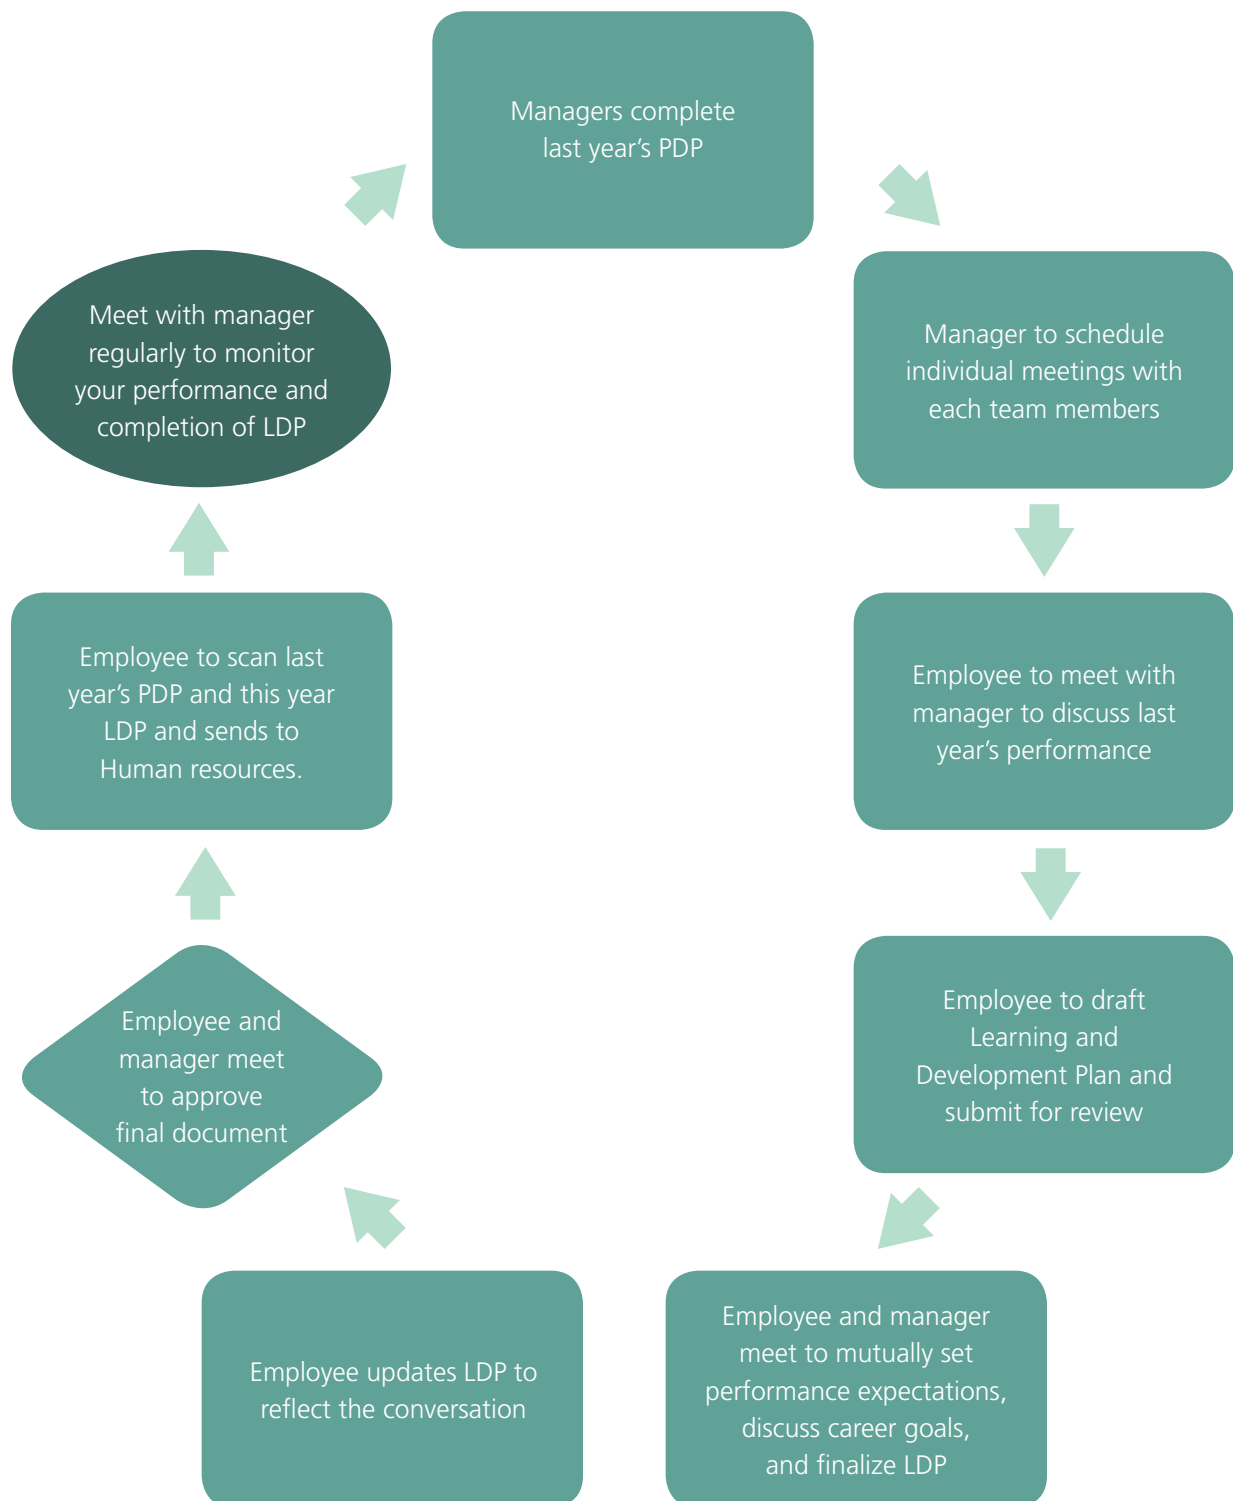 Managers complete
last year's PDP
Manager to schedule
individual meetings with
each team members
Employee to meet with
manager to discuss last
year's performance
Employee to draft
Learning and
Development Plan and
submit for review
Employee and manager
meet to mutually set
performance expectations,
discuss career goals,
and finalize LDP
Employee updates LDP to
reflect the conversation
Employee and
manager meet
to approve
final document
Employee to scan last
year's PDP and this year
LDP and sends to
Human resources.
Meet with manager
regularly to monitor
your performance and
completion of LDP